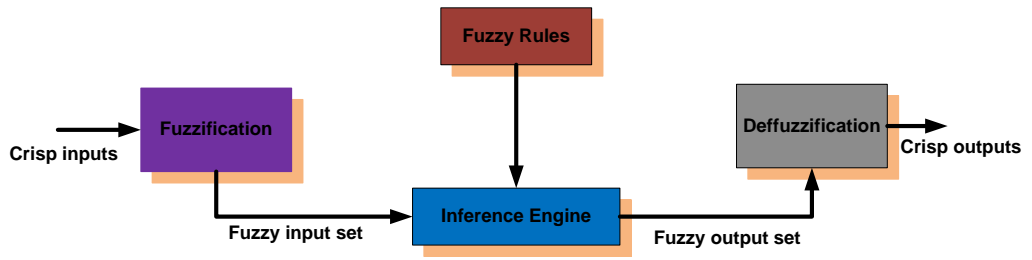 Fuzzy Rules
Fuzzification
Deffuzzification
Crisp inputs
Crisp outputs
Inference Engine
Fuzzy input set
Fuzzy output set